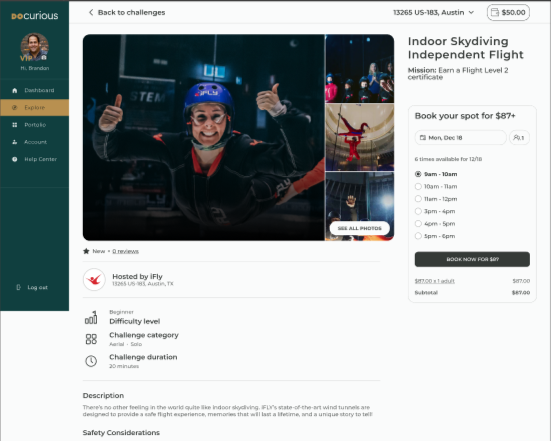 DOcurious
VIP
Hi, Brandon
Dashboard
Explore
Portolio
Account
Help Center
Log out
Back to challenges
13265 US-183, Austin
$50.00
STEM
iFLY
SEE ALL PHOTOS
New • 0 reviews
Hosted by iFly
13265 US-183, Austin, TX
Beginner
Difficulty level
Challenge category
Aerial · Solo
Challenge duration
20 minutes
Description
There's no other feeling in the world quite like indoor skydiving. iFLY's state-of-the-art wind tunnels are
designed to provide a safe flight experience, memories that will last a lifetime, and a unique story to tell!
Safety Considerations
Indoor Skydiving
Independent Flight
Mission: Earn a Flight Level 2
certificate
Book your spot for $87+
Mon, Dec 18
1
6 times available for 12/18
9am - 10am
10am - 11am
11am - 12pm
3pm - 4pm
4pm - 5pm
5pm - 6pm
BOOK NOW FOR $87
$87.00 x 1 adult
$87.00
Subtotal
$87.00